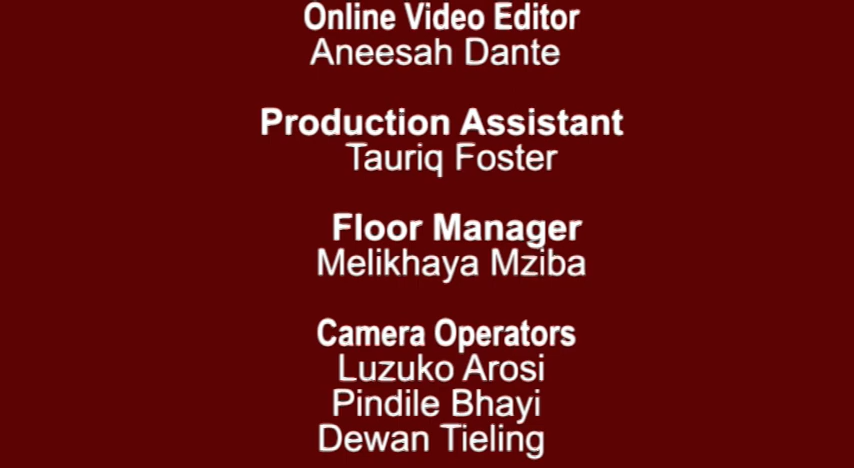 Online Video Editor
Aneesah Dante
Production Assistant
Tauriq Foster
Floor Manager
Melikhaya Mziba
Camera Operators
Luzuko Arosi
Pindile Bhayi
Dewan Tieling